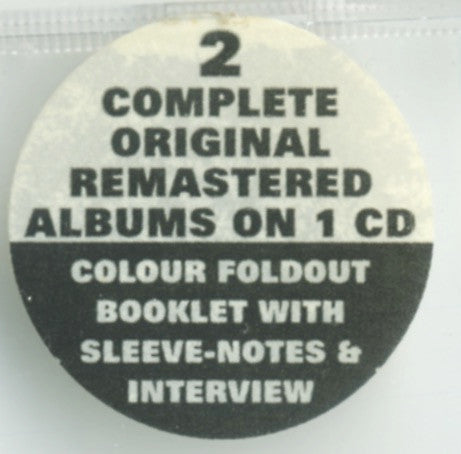 2
COMPLETE
ORIGINAL
REMASTERED
ALBUMS ON 1 CD
COLOUR FOLDOUT
BOOKLET WITH
SLEEVE-NOTES &
INTERVIEW